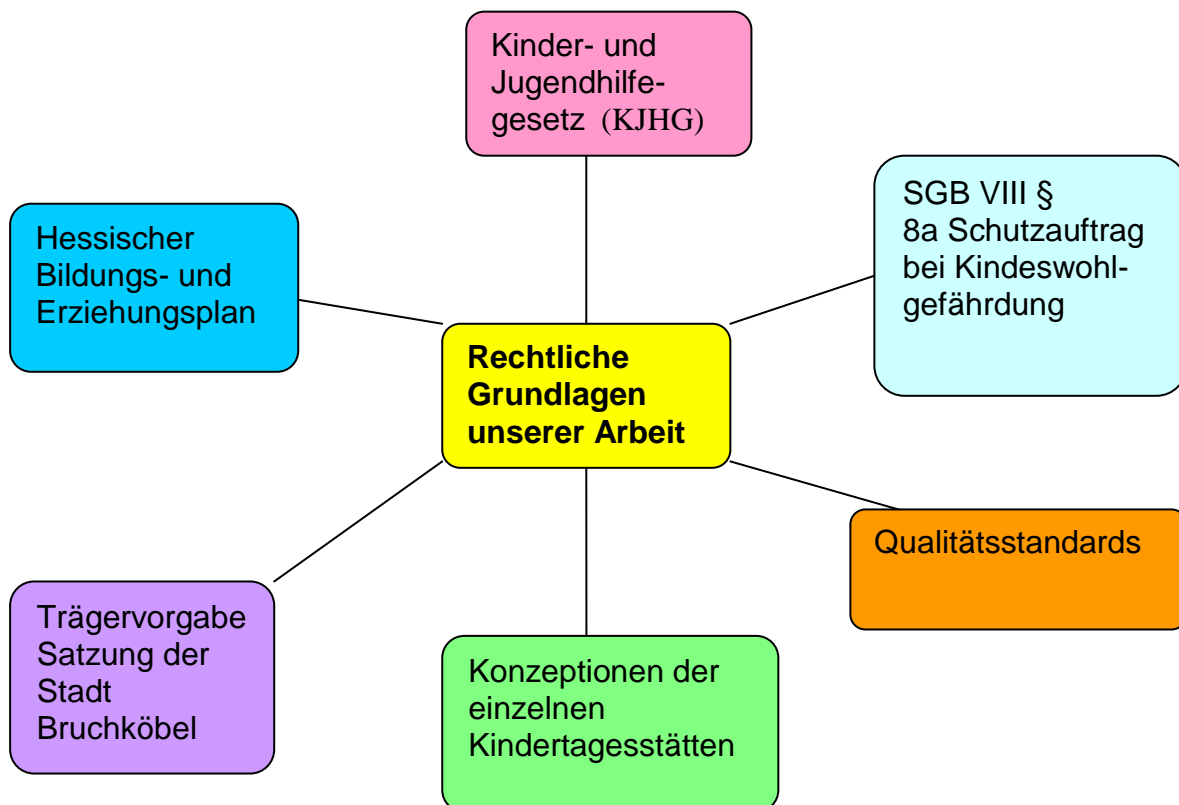 Kinder- und
Jugendhilfe-
gesetz (KJHG)
SGB VIII §
8a Schutzauftrag
bei Kindeswohl-
gefährdung
Hessischer
Bildungs- und
Erziehungsplan
Rechtliche
Grundlagen
unserer Arbeit
Qualitätsstandards
Trägervorgabe
Satzung der
Stadt
Bruchköbel
Konzeptionen der
einzelnen
Kindertagesstätten